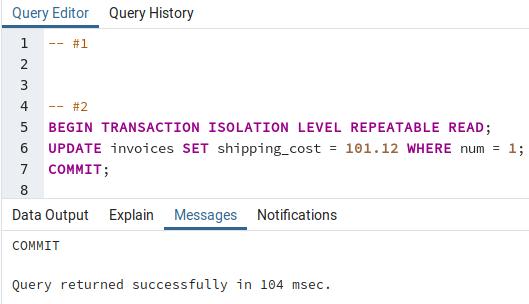 Query Editor Query History
1 -- #1
2
3
4 -- #2
5 BEGIN TRANSACTION ISOLATION LEVEL REPEATABLE READ;
6 UPDATE invoices SET shipping_cost = 101.12 WHERE num = 1;
7 COMMIT;
8
Data Output Explain Messages Notifications
COMMIT
Query returned successfully in 104 msec.